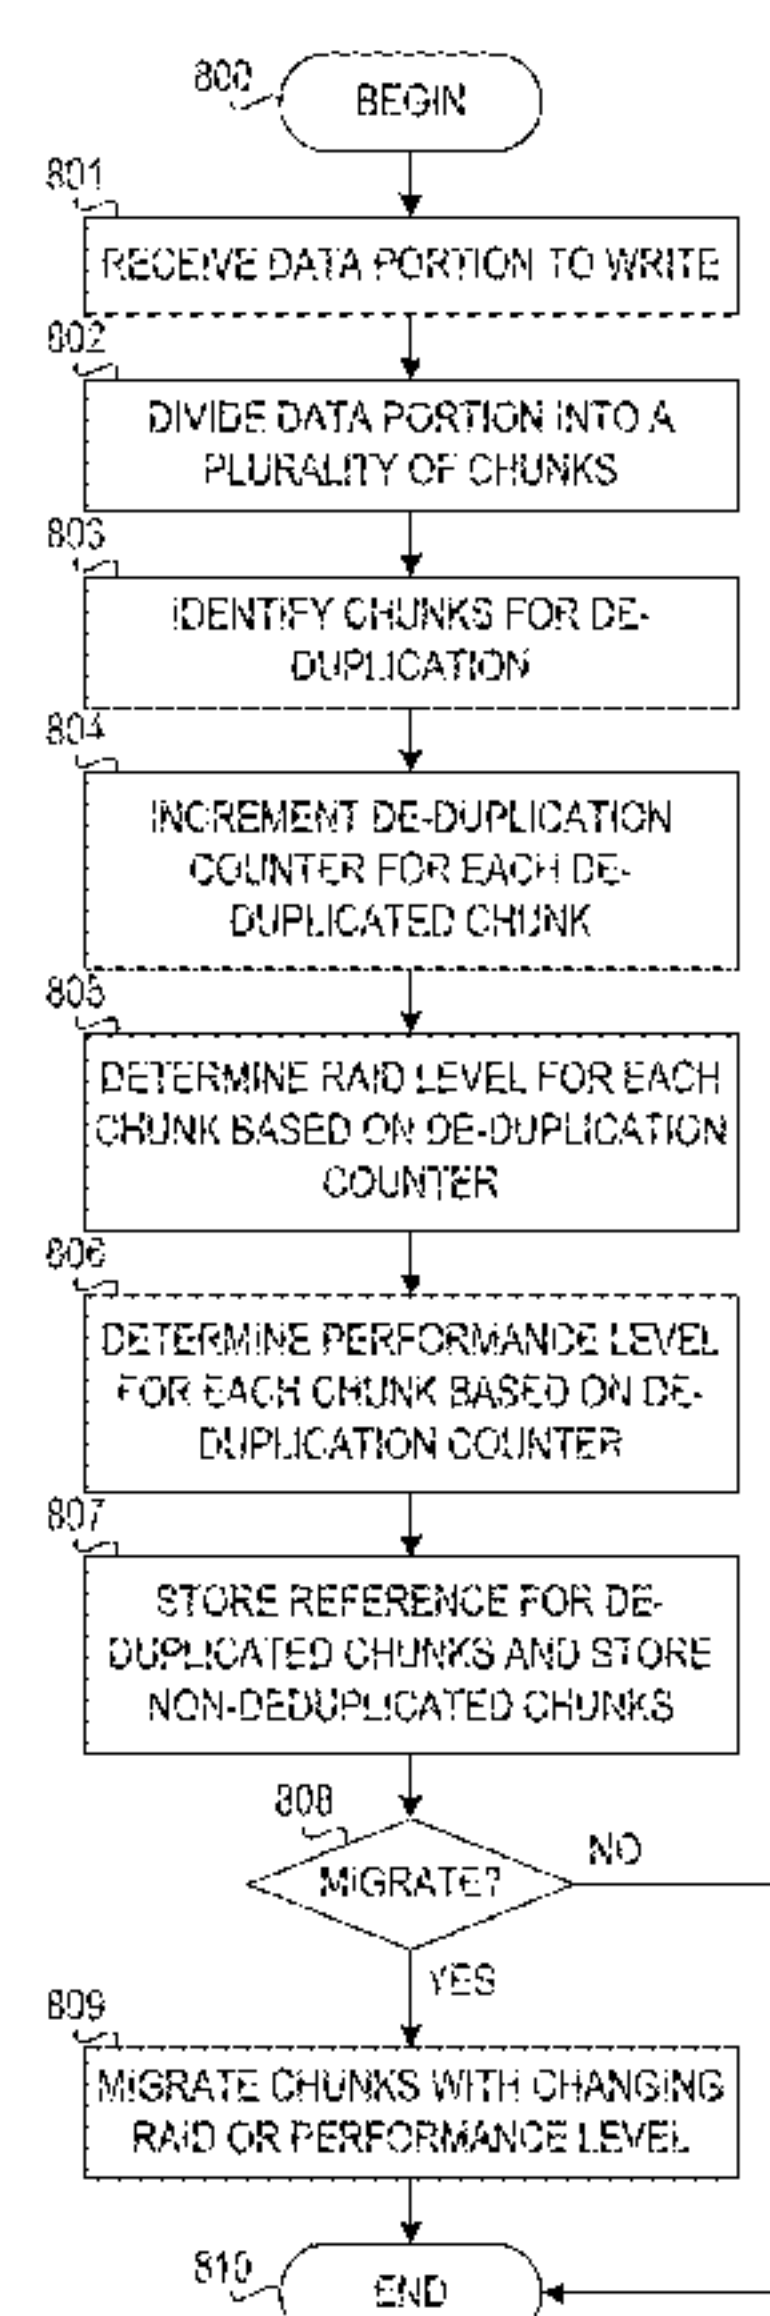 800
BEGIN
801
RECEIVE DATA PORTION TO WRITE
802
DIVIDE DATA PORTION INTO A
PLURALITY OF CHUNKS
803
IDENTIFY CHUNKS FOR DE-
DUPLICATION
804
INCREMENT DE-DUPLICATION
COUNTER FOR EACH DE-
DUPLICATED CHUNK
805
DETERMINE RAID LEVEL FOR EACH
CHUNK BASED ON DE-DUPLICATION
COUNTER
806
DETERMINE PERFORMANCE LEVEL
FOR EACH CHUNK BASED ON DE-
DUPLICATION COUNTER
807
STORE REFERENCE FOR DE-
DUPLICATED CHUNKS AND STORE
NON-DEDUPLICATED CHUNKS
808
MIGRATE?
NO
YES
809
MIGRATE CHUNKS WITH CHANGING
RAID OR PERFORMANCE LEVEL
810
END